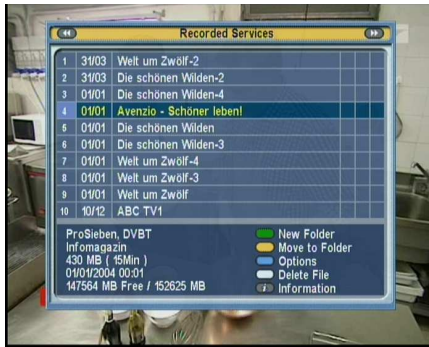 Recorded Services
1 31/03 Welt um Zwölf-2
2 31/03 Die schönen Wilden-2
3 01/01 Die schönen Wilden-4
4 01/01 Avenzio - Schöner leben!
5 01/01 Die schönen Wilden
6 01/01 Die schönen Wilden-3
7 01/01 Welt um Zwölf-4
8 01/01 Welt um Zwölf-3
9 01/01 Welt um Zwölf
10 10/12 ABC TV1
ProSieben, DVBT
Infomagazin
430 MB ( 15Min )
01/01/2004 00:01
147564 MB Free / 152625 MB
New Folder
Move to Folder
Options
Delete File
i Information